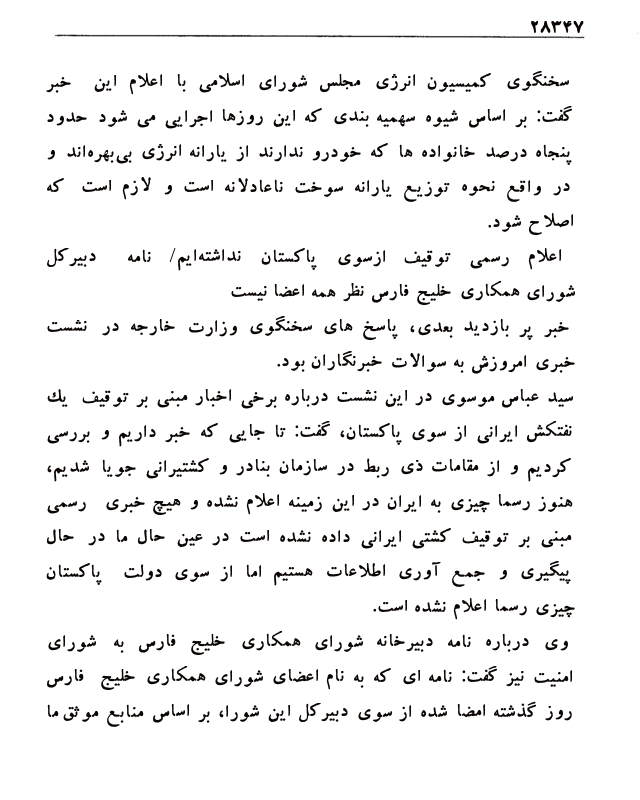 ۲۸۳۴۷
سخنگوی کمیسیون انرژی مجلس شورای اسلامی با اعلام این خبر
گفت: بر اساس شیوه سهمیه بندی که این روزها اجرایی می شود حدود
پنجاه درصد خانواده ها که خودرو ندارند از یارانه انرژی بی‌بهره‌اند و
در واقع نحوه توزیع یارانه سوخت ناعادلانه است و لازم است که
اصلاح شود.
اعلام رسمی توقیف ازسوی پاکستان نداشته‌ایم/ نامه دبیرکل
شورای همکاری خلیج فارس نظر همه اعضا نیست
خبر پر بازدید بعدی، پاسخ های سخنگوی وزارت خارجه در نشست
خبری امروزش به سوالات خبرنگاران بود.
سید عباس موسوی در این نشست درباره برخی اخبار مبنی بر توقیف یك
نفتکش ایرانی از سوی پاکستان، گفت: تا جایی که خبر داریم و بررسی
کردیم و از مقامات ذی ربط در سازمان بنادر و کشتیرانی جویا شدیم،
هنوز رسما چیزی به ایران در این زمینه اعلام نشده و هیچ خبری رسمی
مبنی بر توقیف کشتی ایرانی داده نشده است در عین حال ما در حال
پیگیری و جمع آوری اطلاعات هستیم اما از سوی دولت پاکستان
چیزی رسما اعلام نشده است.
وی درباره نامه دبیرخانه شورای همکاری خلیج فارس به شورای
امنیت نیز گفت: نامه ای که به نام اعضای شورای همکاری خلیج فارس
روز گذشته امضا شده از سوی دبیرکل این شورا، بر اساس منابع موثق ما